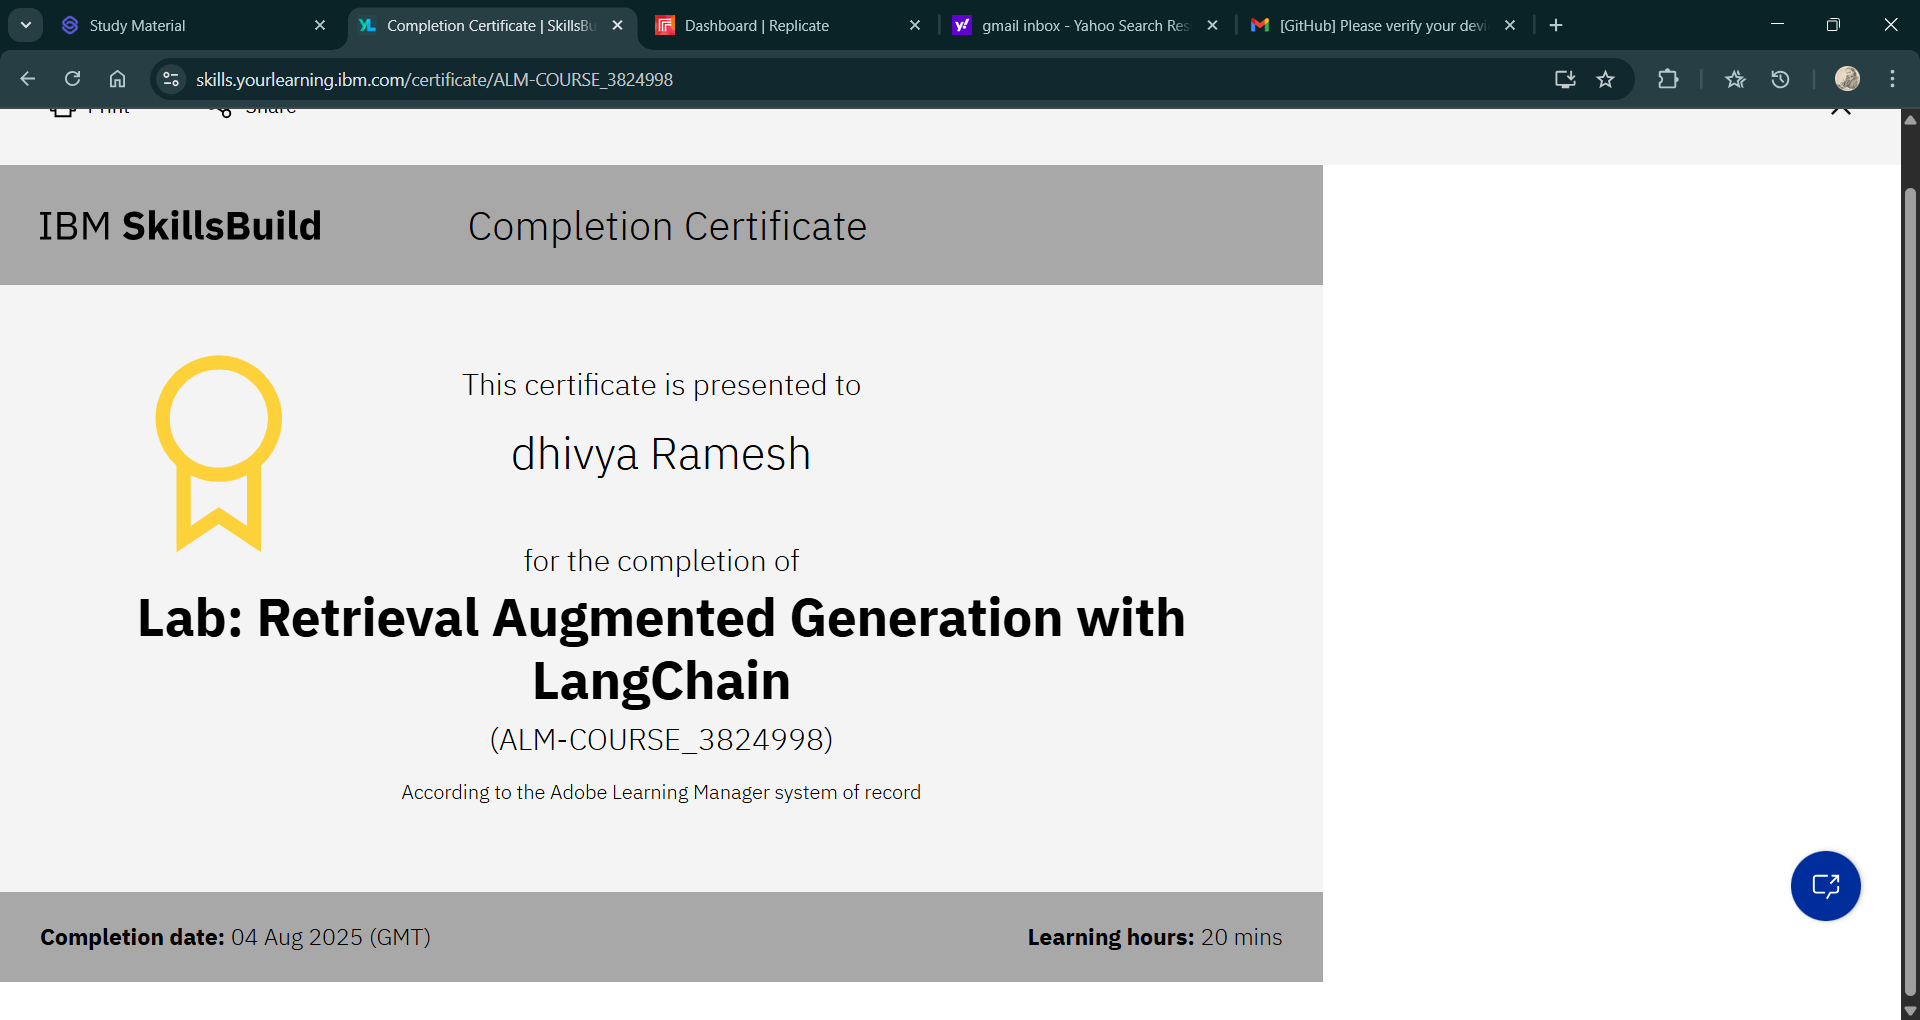 Study Material
Completion Certificate | SkillsBu
Dashboard | Replicate
gmail inbox - Yahoo Search Res
[GitHub] Please verify your devi
skills.yourlearning.ibm.com/certificate/ALM-COURSE_3824998
Print Share
IBM SkillsBuild
Completion Certificate
This certificate is presented to
dhivya Ramesh
for the completion of
Lab: Retrieval Augmented Generation with
LangChain
(ALM-COURSE_3824998)
According to the Adobe Learning Manager system of record
Completion date: 04 Aug 2025 (GMT)
Learning hours: 20 mins